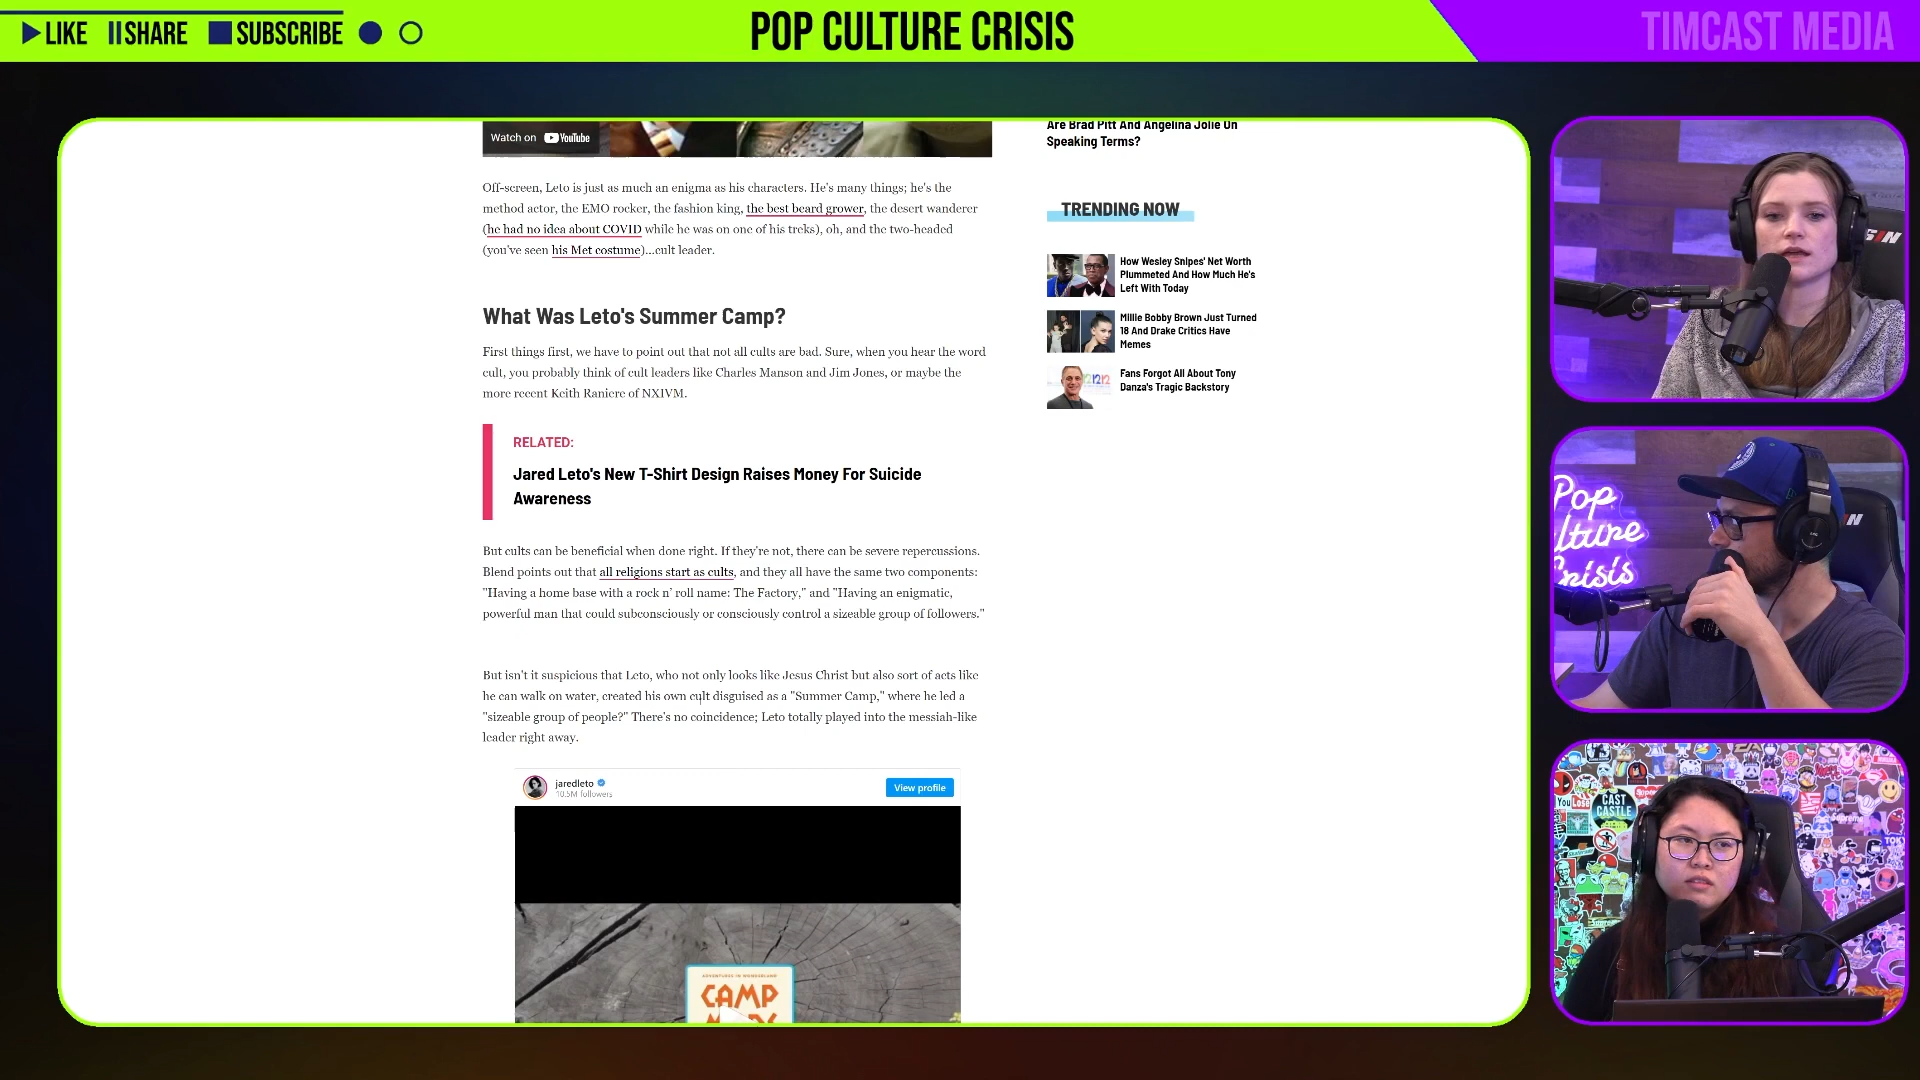 LIKE SHARE SUBSCRIBE
POP CULTURE CRISIS
TIMCAST MEDIA
Watch on YouTube
Off-screen, Leto is just as much an enigma as his characters. He's many things; he's the
method actor, the EMO rocker, the fashion king, the best beard grower, the desert wanderer
(he had no idea about COVID while he was on one of his treks), oh, and the two-headed
(you've seen his Met costume)...cult leader.
What Was Leto's Summer Camp?
First things first, we have to point out that not all cults are bad. Sure, when you hear the word
cult, you probably think of cult leaders like Charles Manson and Jim Jones, or maybe the
more recent Keith Raniere of NXIVM.
RELATED:
Jared Leto's New T-Shirt Design Raises Money For Suicide
Awareness
But cults can be beneficial when done right. If they're not, there can be severe repercussions.
Blend points out that all religions start as cults, and they all have the same two components:
"Having a home base with a rock n' roll name: The Factory," and "Having an enigmatic,
powerful man that could subconsciously or consciously control a sizeable group of followers."
But isn't it suspicious that Leto, who not only looks like Jesus Christ but also sort of acts like
he can walk on water, created his own cult disguised as a "Summer Camp," where he led a
"sizeable group of people?" There's no coincidence; Leto totally played into the messiah-like
leader right away.
jaredleto
10.5M followers
View profile
ADVENTURES IN WONDERLAND
CAMP
Are Brad Pitt And Angelina Jolie On
Speaking Terms?
TRENDING NOW
How Wesley Snipes' Net Worth
Plummeted And How Much He's
Left With Today
Millie Bobby Brown Just Turned
18 And Drake Critics Have
Memes
Fans Forgot All About Tony
Danza's Tragic Backstory
Pop
lture
Crisis
You Lose
CAST
CASTLE
Supreme